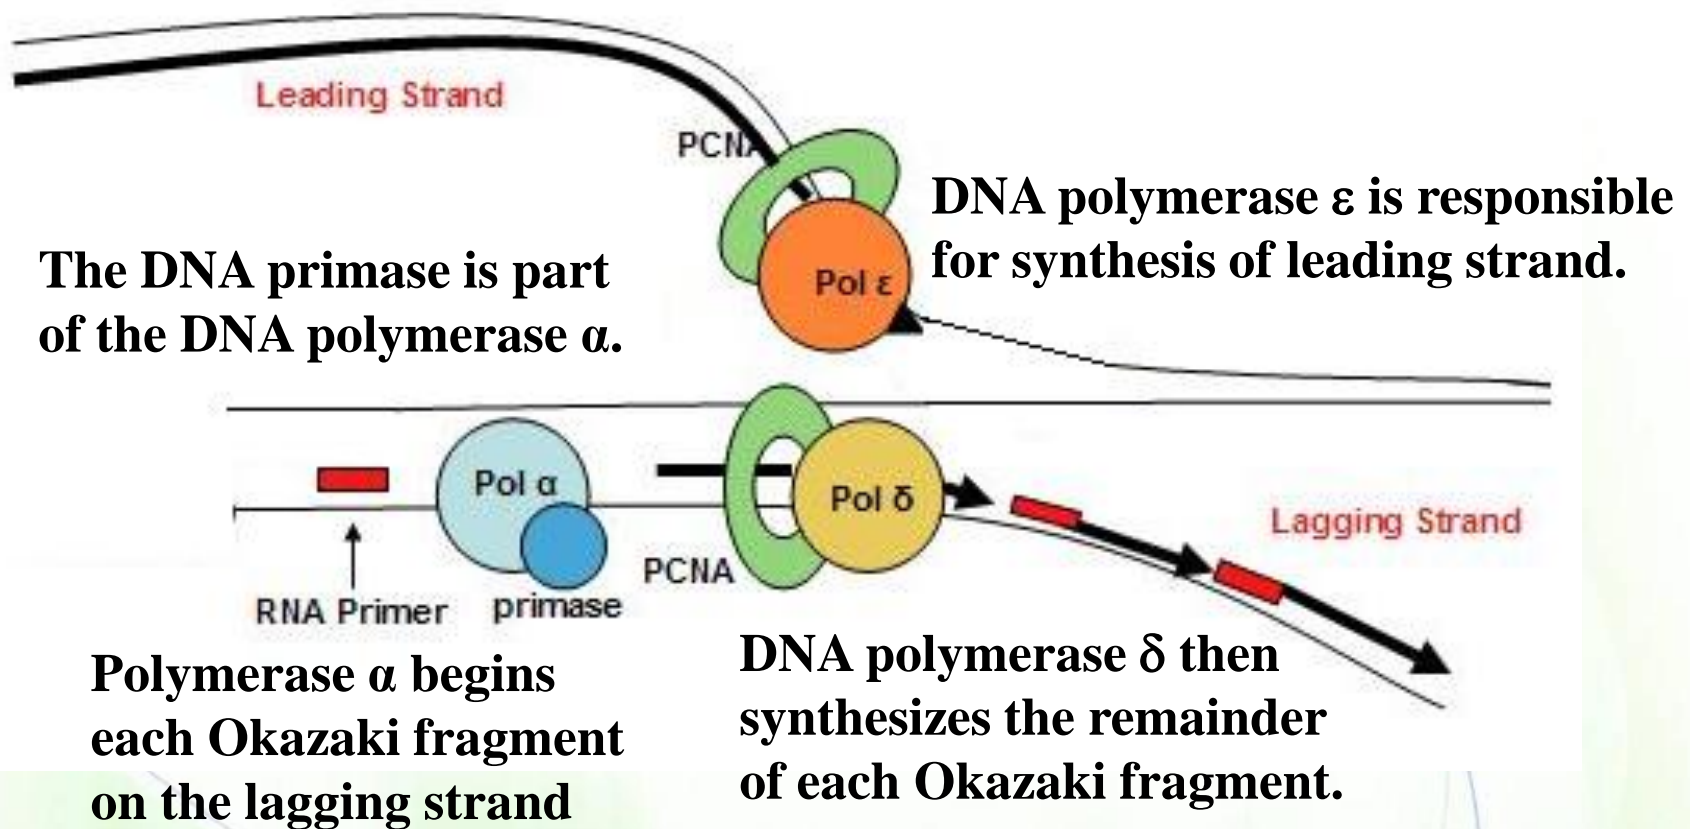 Leading Strand
PCNA
DNA polymerase ε is responsible
for synthesis of leading strand.
Pol ε
The DNA primase is part
of the DNA polymerase α.
Pol α
Pol δ
Lagging Strand
PCNA
RNA Primer
primase
Polymerase α begins
each Okazaki fragment
on the lagging strand
DNA polymerase δ then
synthesizes the remainder
of each Okazaki fragment.